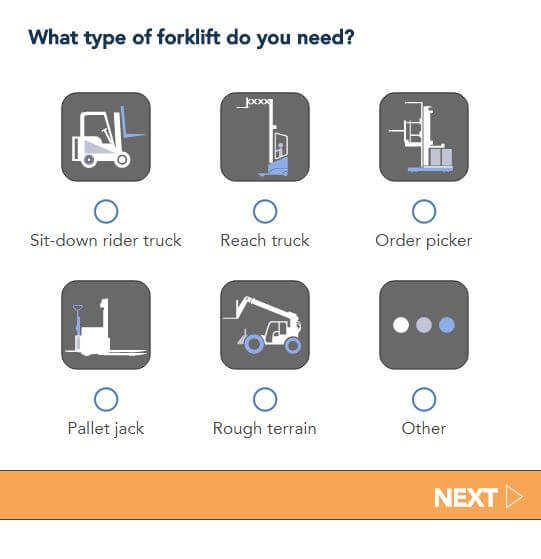 What type of forklift do you need?
Sit-down rider truck
Reach truck
Order picker
Pallet jack
Rough terrain
Other
NEXT